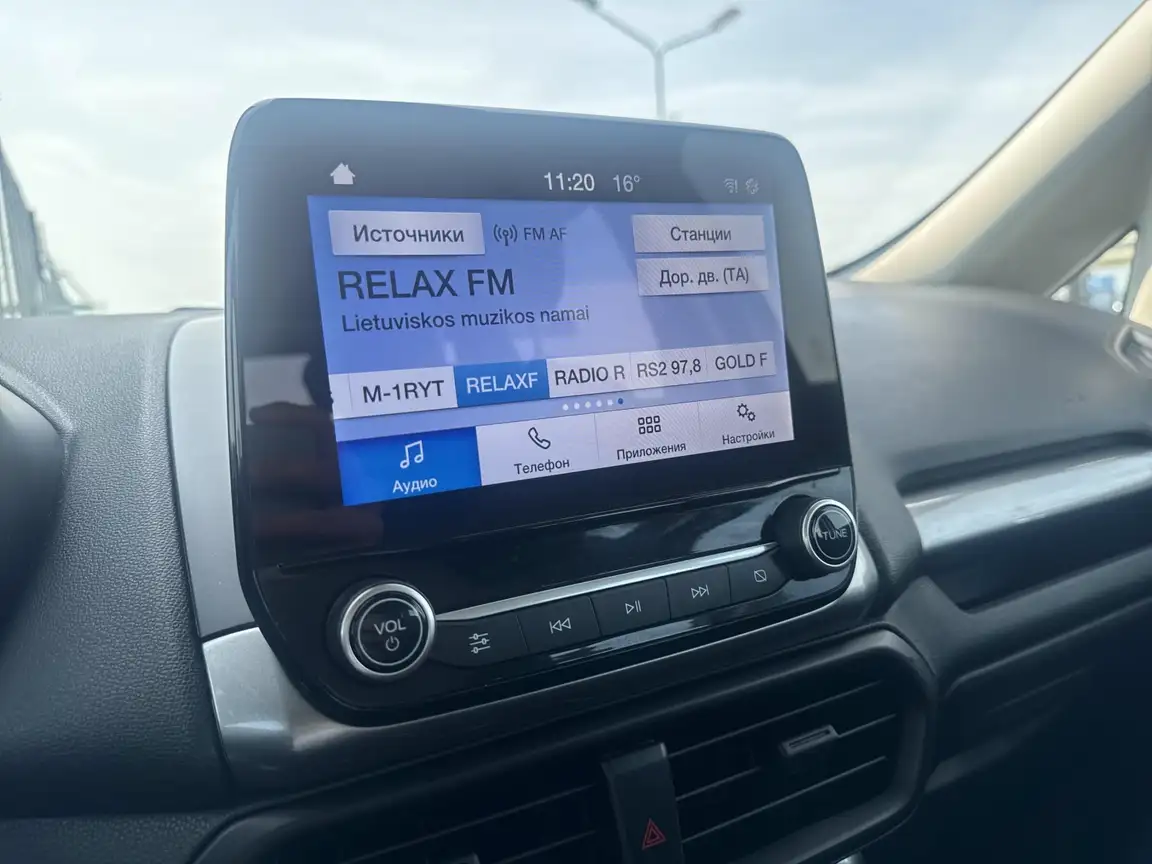 11:20 16°
Источники FM AF Станции
RELAX FM Дор. дв. (TA)
Lietuviskos muzikos namai
M-1RYT RELAXF RADIO R RS2 97,8 GOLD F
Аудио Телефон Приложения Настройки
VOL TUNE